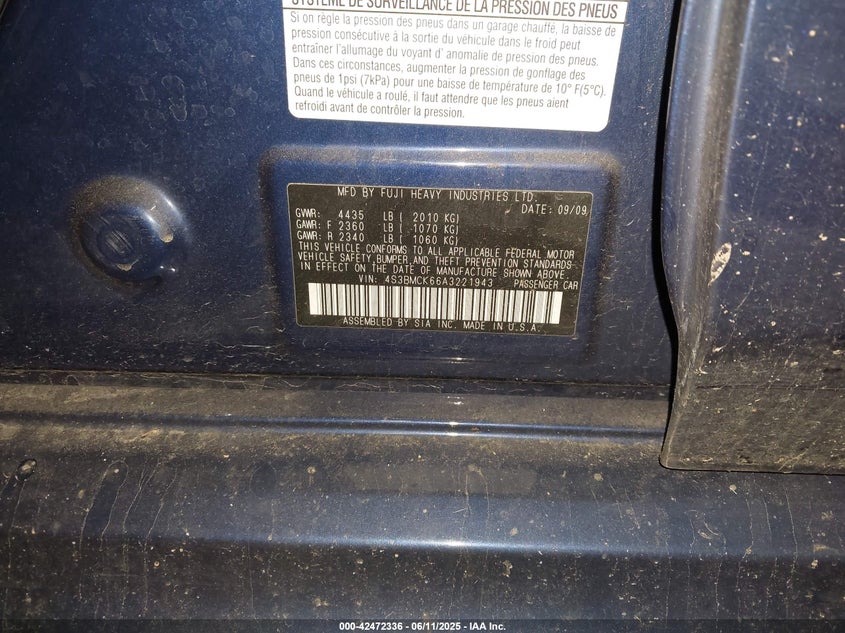 SYSTÈME DE SURVEILLANCE DE LA PRESSION DES PNEUS
Si on règle la pression des pneus dans un garage chauffé, la baisse de
pression consécutive à la sortie du véhicule dans le froid peut
entraîner l'allumage du voyant d' anomalie de pression des pneus.
Dans ces circonstances, augmenter la pression de gonflage des
pneus de 1psi (7kPa) pour une baisse de température de 10° F(5°C).
Quand le véhicule a roulé, il faut attendre que les pneus aient
refroidi avant de contrôler la pression.
MFD BY FUJI HEAVY INDUSTRIES LTD.
DATE: 09/09
GVWR: 4435 LB ( 2010 KG)
GAWR: F 2360 LB ( 1070 KG)
GAWR: R 2340 LB ( 1060 KG)
THIS VEHICLE CONFORMS TO ALL APPLICABLE FEDERAL MOTOR
VEHICLE SAFETY,BUMPER,AND THEFT PREVENTION STANDARDS
IN EFFECT ON THE DATE OF MANUFACTURE SHOWN ABOVE.
VIN: 4S3BMCK66A3221943 PASSENGER CAR
ASSEMBLED BY SIA INC. MADE IN U.S.A.
000-42472336 - 06/11/2025 - IAA Inc.